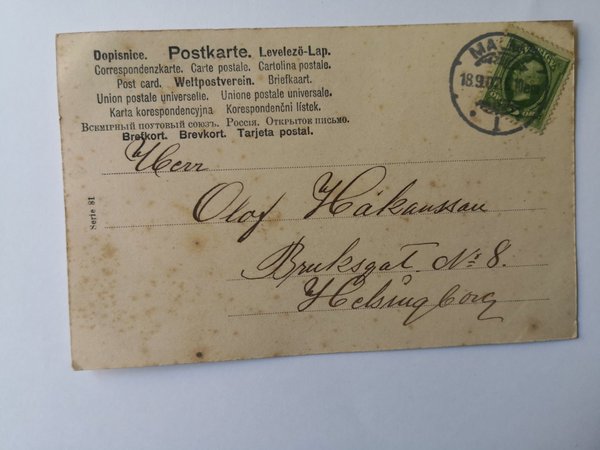 Dopisnice. Postkarte. Levelezö-Lap.
Correspondenzkarte. Carte postale. Cartolina postale.
Post card. Weltpostverein. Briefkaart.
Union postale universelle. Unione postale universale.
Karta korespondencyjna Korespondenční lístek.
Всемірный почтовый союзъ. Россія. Открытое письмо.
Brefkort. Brevkort. Tarjeta postal.
Herr
Olof Håkansson
Bruksgat. No 8.
Helsingborg
Serie 81
1